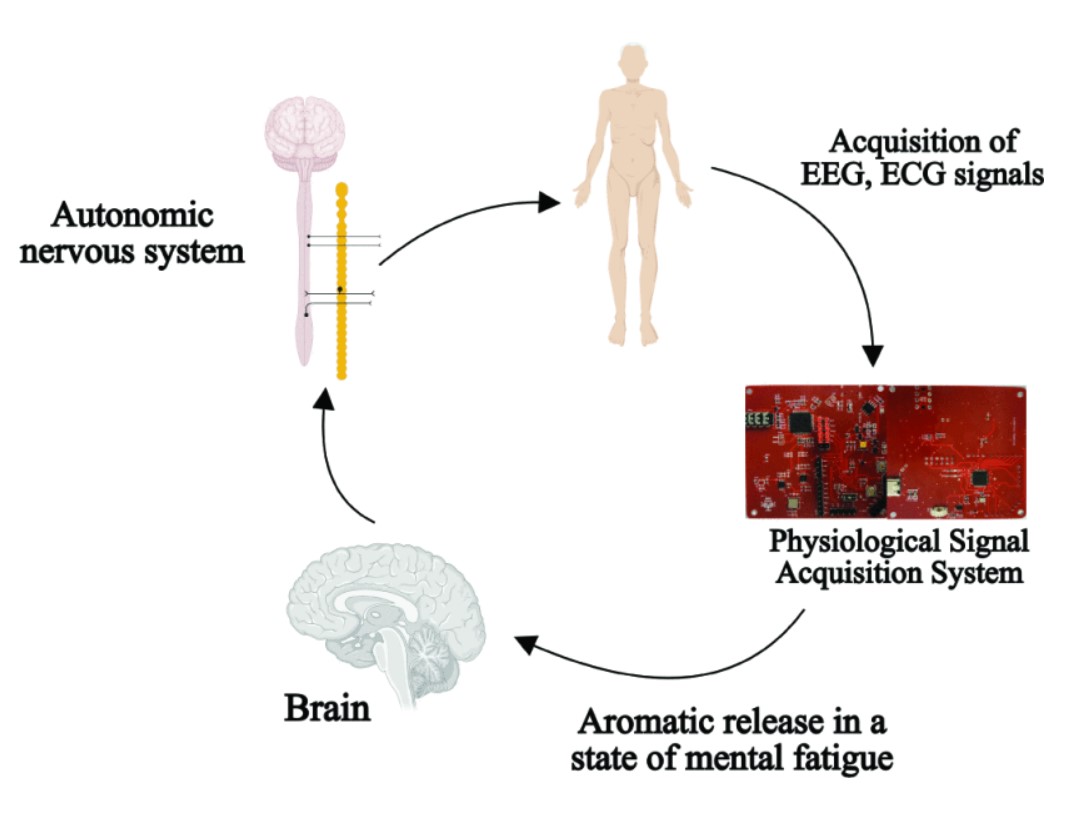 Acquisition of
EEG, ECG signals
Autonomic
nervous system
Physiological Signal
Acquisition System
Brain
Aromatic release in a
state of mental fatigue